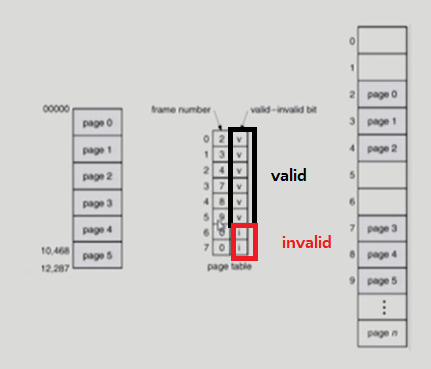 00000
page 0
page 1
page 2
page 3
page 4
10,468
page 5
12,287
frame number
valid–invalid bit
0 2 v
1 3 v
2 4 v
3 7 v
4 8 v
5 9 v
6 0 i
7 0 i
page table
valid
invalid
0
1
2 page 0
3 page 1
4 page 2
5
6
7 page 3
8 page 4
9 page 5
page n